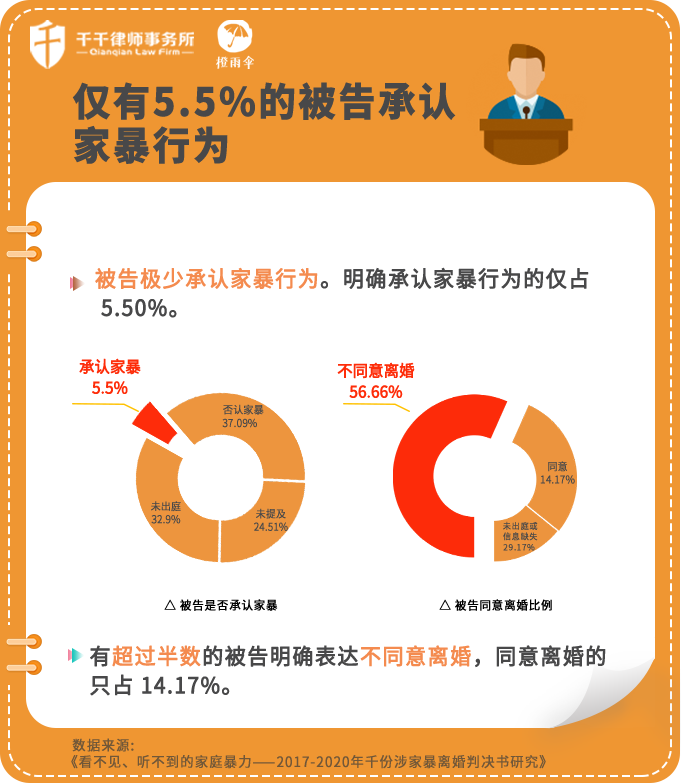 千千律师事务所
Qianqian Law Firm
橙雨伞
仅有5.5%的被告承认
家暴行为
被告极少承认家暴行为。明确承认家暴行为的仅占
5.50%。
承认家暴
5.5%
否认家暴
37.09%
未出庭
32.9%
未提及
24.51%
不同意离婚
56.66%
同意
14.17%
未出庭或
信息缺失
29.17%
△ 被告是否承认家暴
△ 被告同意离婚比例
有超过半数的被告明确表达不同意离婚，同意离婚的
只占 14.17%。
数据来源:
《看不见、听不到的家庭暴力——2017-2020年千份涉家暴离婚判决书研究》